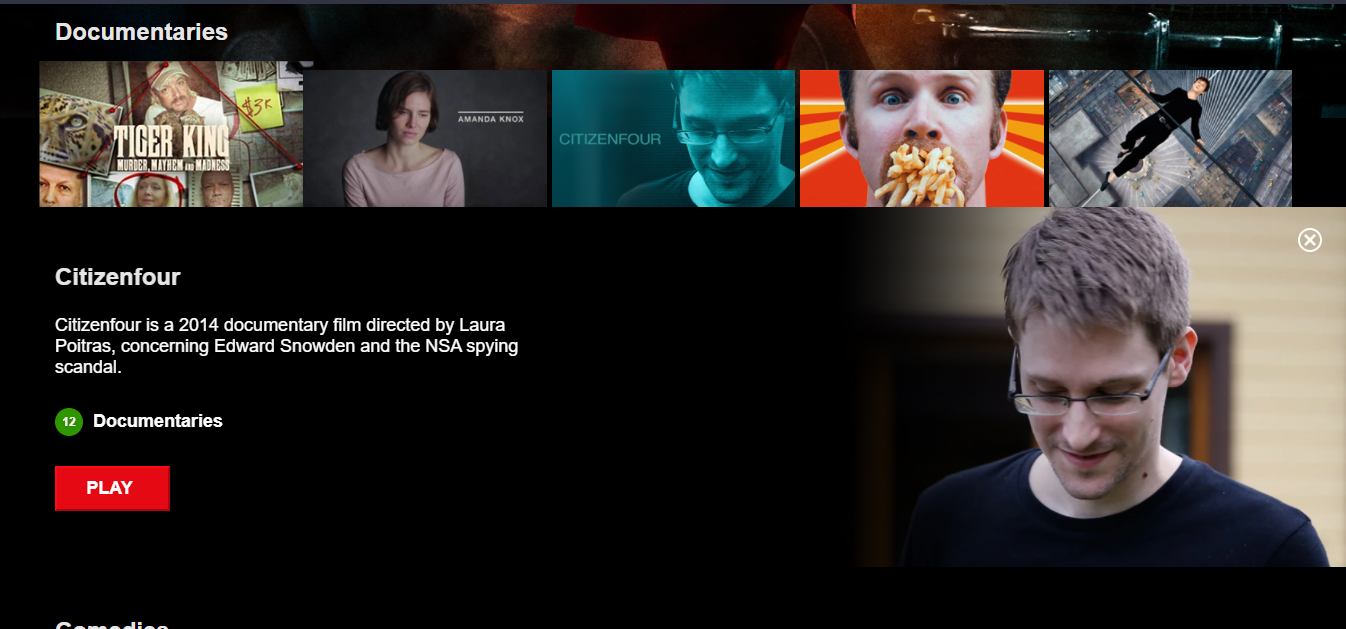 Documentaries
$3K
TIGER KING
MURDER, MAYHEM AND MADNESS
AMANDA KNOX
CITIZENFOUR
Citizenfour
Citizenfour is a 2014 documentary film directed by Laura
Poitras, concerning Edward Snowden and the NSA spying
scandal.
12 Documentaries
PLAY
Comedies